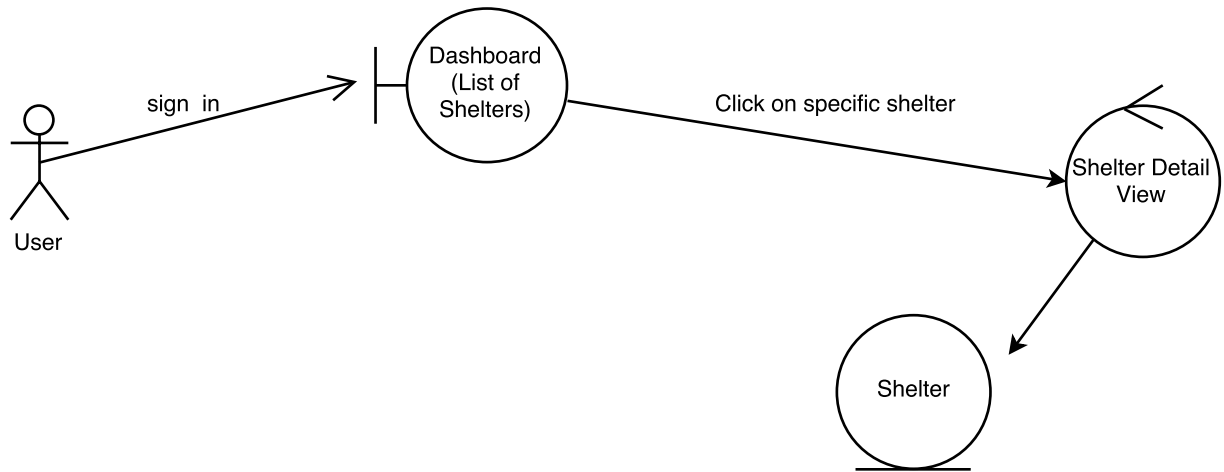 sign in
User
Dashboard
(List of
Shelters)
Click on specific shelter
Shelter Detail
View
Shelter